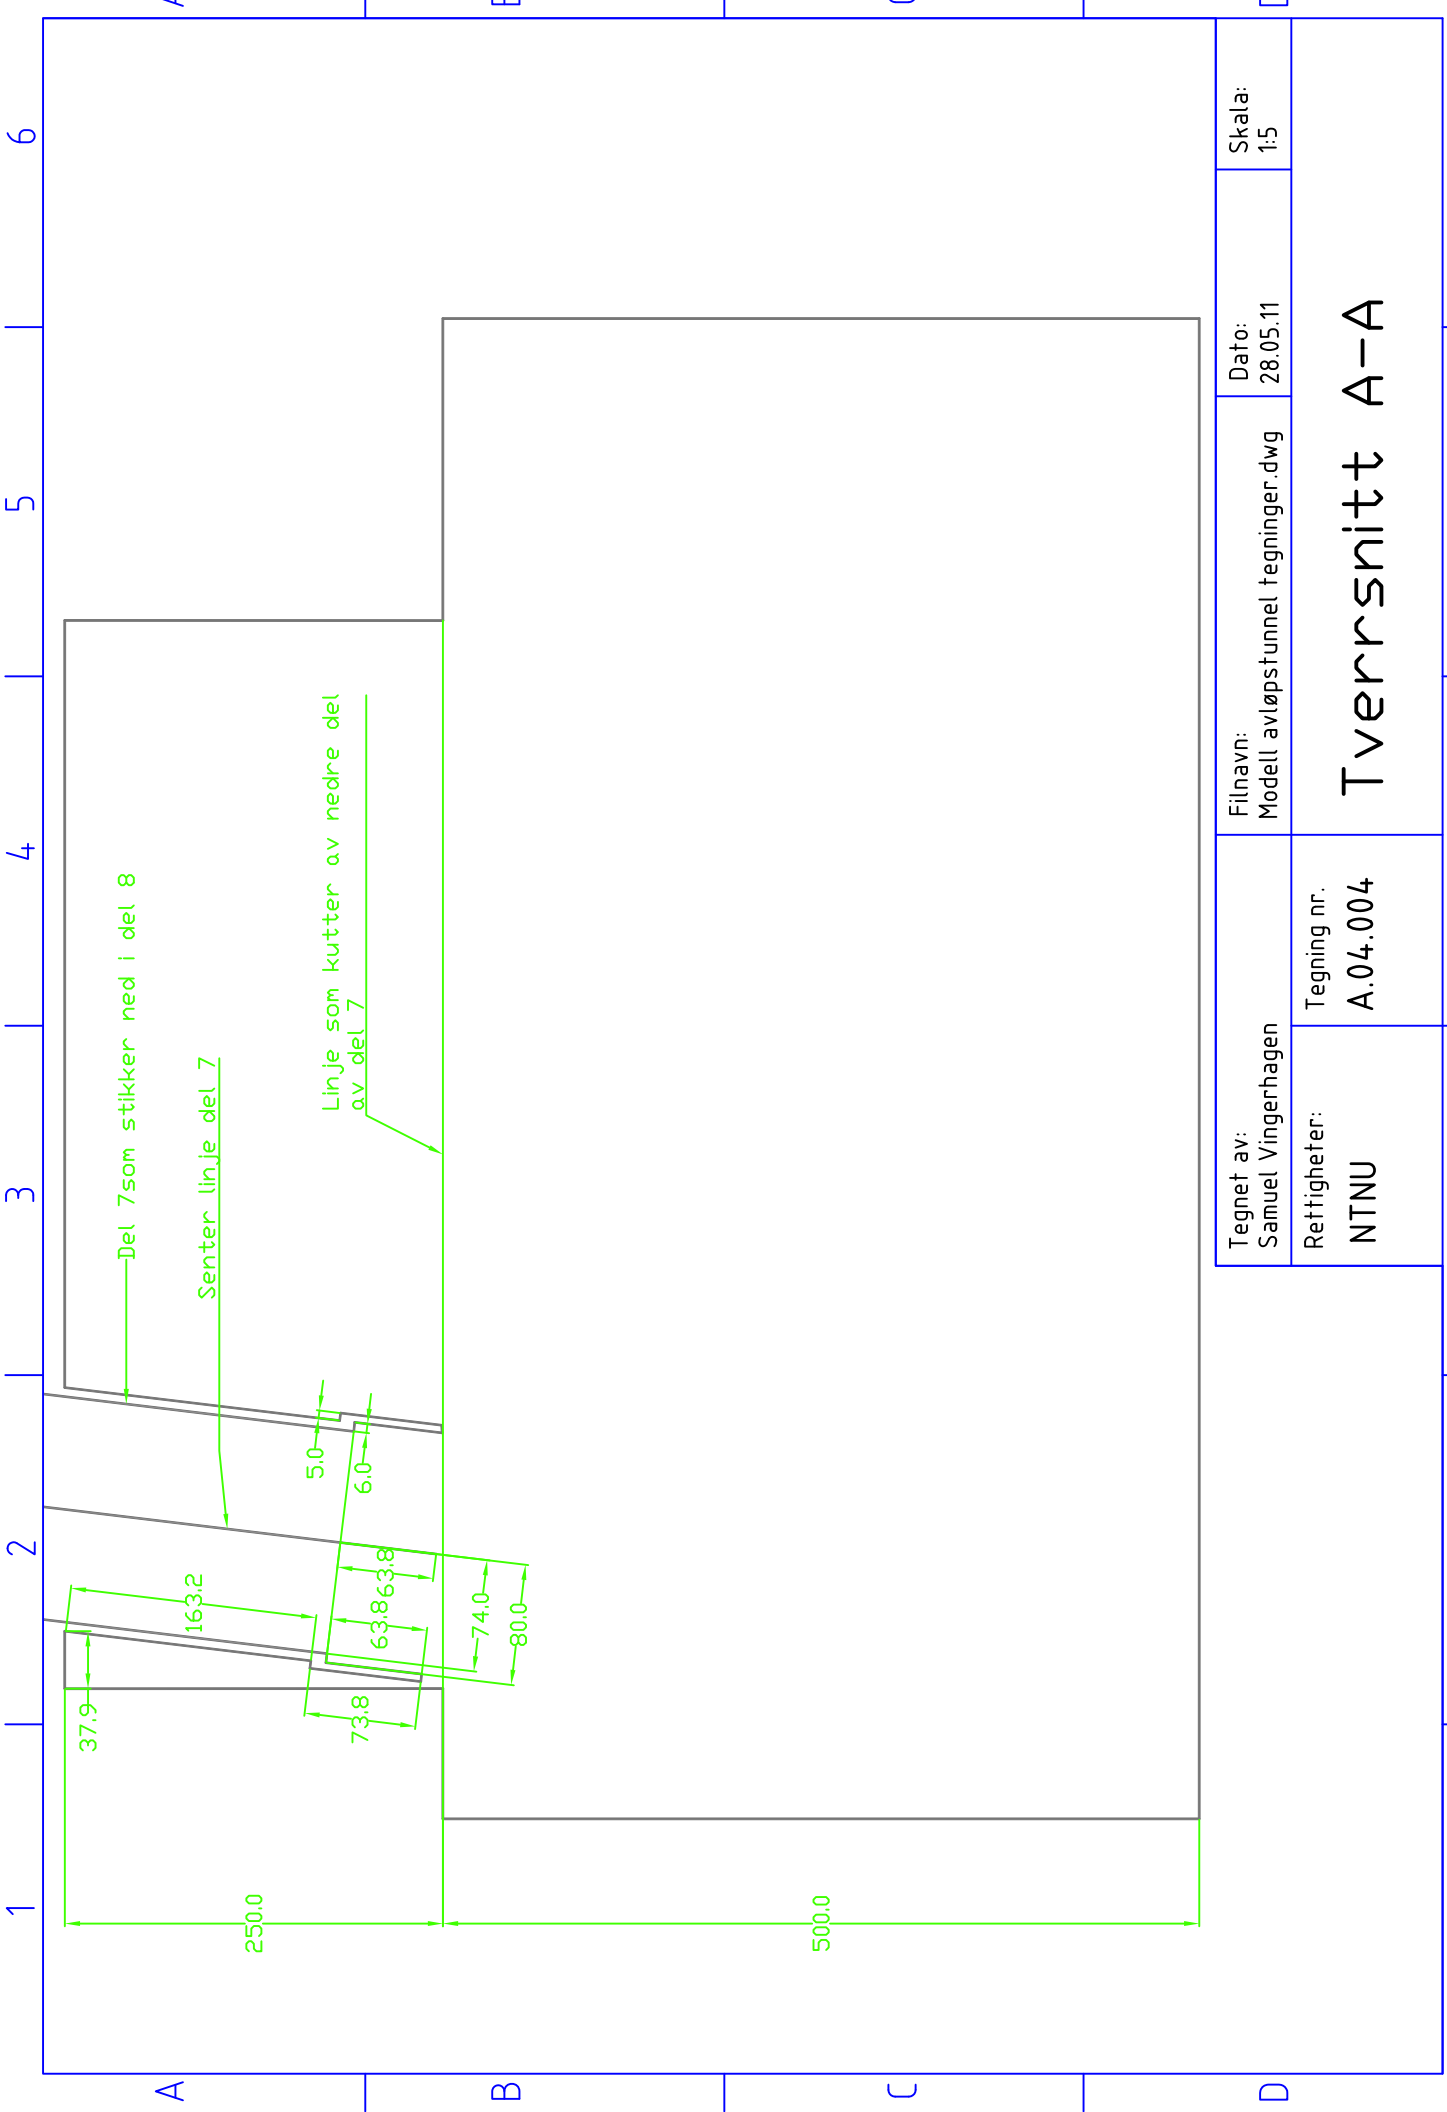 1
2
3
4
5
6
A
B
C
D
A
B
Del 7som stikker ned i del 8
Senter linje del 7
Linje som kutter av nedre del
av del 7
37.9
163.2
5.0
6.0
63.8
63.8
73.8
74.0
80.0
250.0
500.0
Tegnet av:
Samuel Vingerhagen
Filnavn:
Modell avløpstunnel tegninger.dwg
Dato:
28.05.11
Skala:
1:5
Rettigheter:
NTNU
Tegning nr.
A.04.004
Tverrsnitt A-A